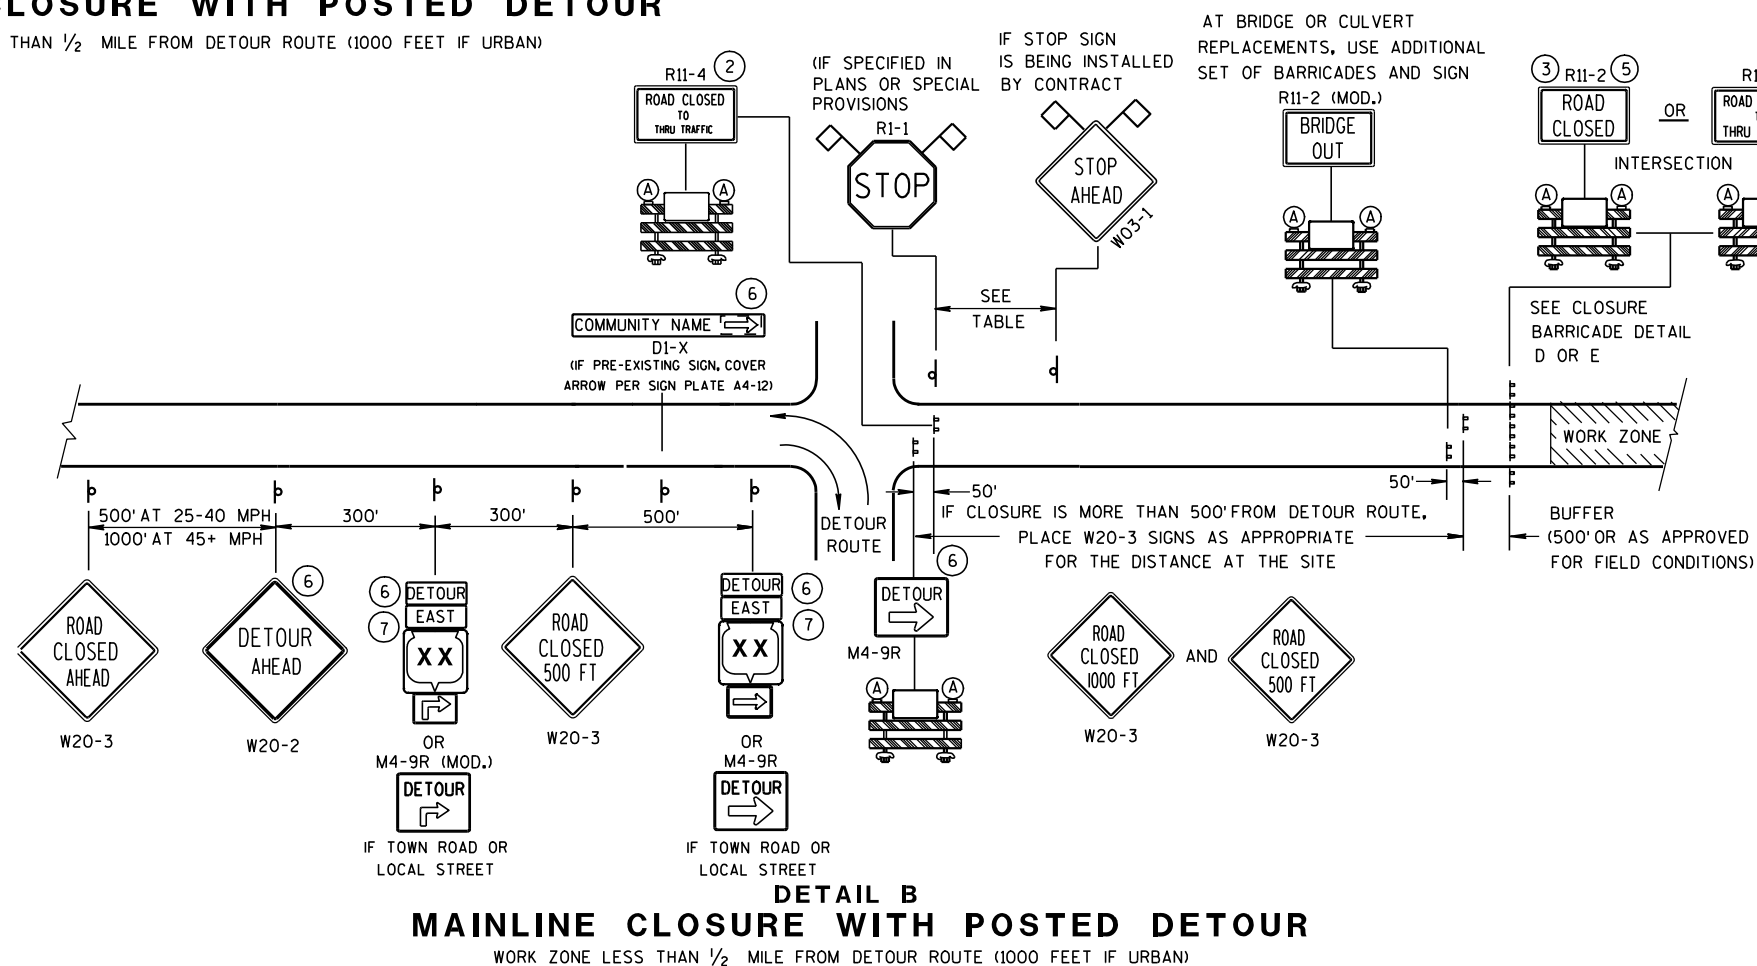 CLOSURE WITH POSTED DETOUR
THAN 1/2 MILE FROM DETOUR ROUTE (1000 FEET IF URBAN)
R11-4 2
ROAD CLOSED
TO
THRU TRAFFIC
A A
(IF SPECIFIED IN
PLANS OR SPECIAL
PROVISIONS
R1-1
STOP
IF STOP SIGN
IS BEING INSTALLED
BY CONTRACT
STOP
AHEAD
WO3-1
AT BRIDGE OR CULVERT
REPLACEMENTS, USE ADDITIONAL
SET OF BARRICADES AND SIGN
R11-2 (MOD.)
BRIDGE
OUT
A A
3 R11-2 5
ROAD
CLOSED
OR
ROAD
THRU
INTERSECTION
A A A
6
COMMUNITY NAME
D1-X
(IF PRE-EXISTING SIGN, COVER
ARROW PER SIGN PLATE A4-12)
SEE
TABLE
SEE CLOSURE
BARRICADE DETAIL
D OR E
WORK ZONE
500' AT 25-40 MPH
1000' AT 45+ MPH
300'
300'
500'
DETOUR
ROUTE
50'
50'
IF CLOSURE IS MORE THAN 500' FROM DETOUR ROUTE,
PLACE W20-3 SIGNS AS APPROPRIATE
FOR THE DISTANCE AT THE SITE
BUFFER
(500' OR AS APPROVED
FOR FIELD CONDITIONS)
ROAD
CLOSED
AHEAD
W20-3
6
DETOUR
AHEAD
W20-2
6
7
DETOUR
EAST
XX
OR
M4-9R (MOD.)
DETOUR
IF TOWN ROAD OR
LOCAL STREET
ROAD
CLOSED
500 FT
W20-3
DETOUR
EAST
XX
6
7
OR
M4-9R
DETOUR
IF TOWN ROAD OR
LOCAL STREET
6
DETOUR
M4-9R
A A
ROAD
CLOSED
1000 FT
W20-3
AND
ROAD
CLOSED
500 FT
W20-3
DETAIL B
MAINLINE CLOSURE WITH POSTED DETOUR
WORK ZONE LESS THAN 1/2 MILE FROM DETOUR ROUTE (1000 FEET IF URBAN)